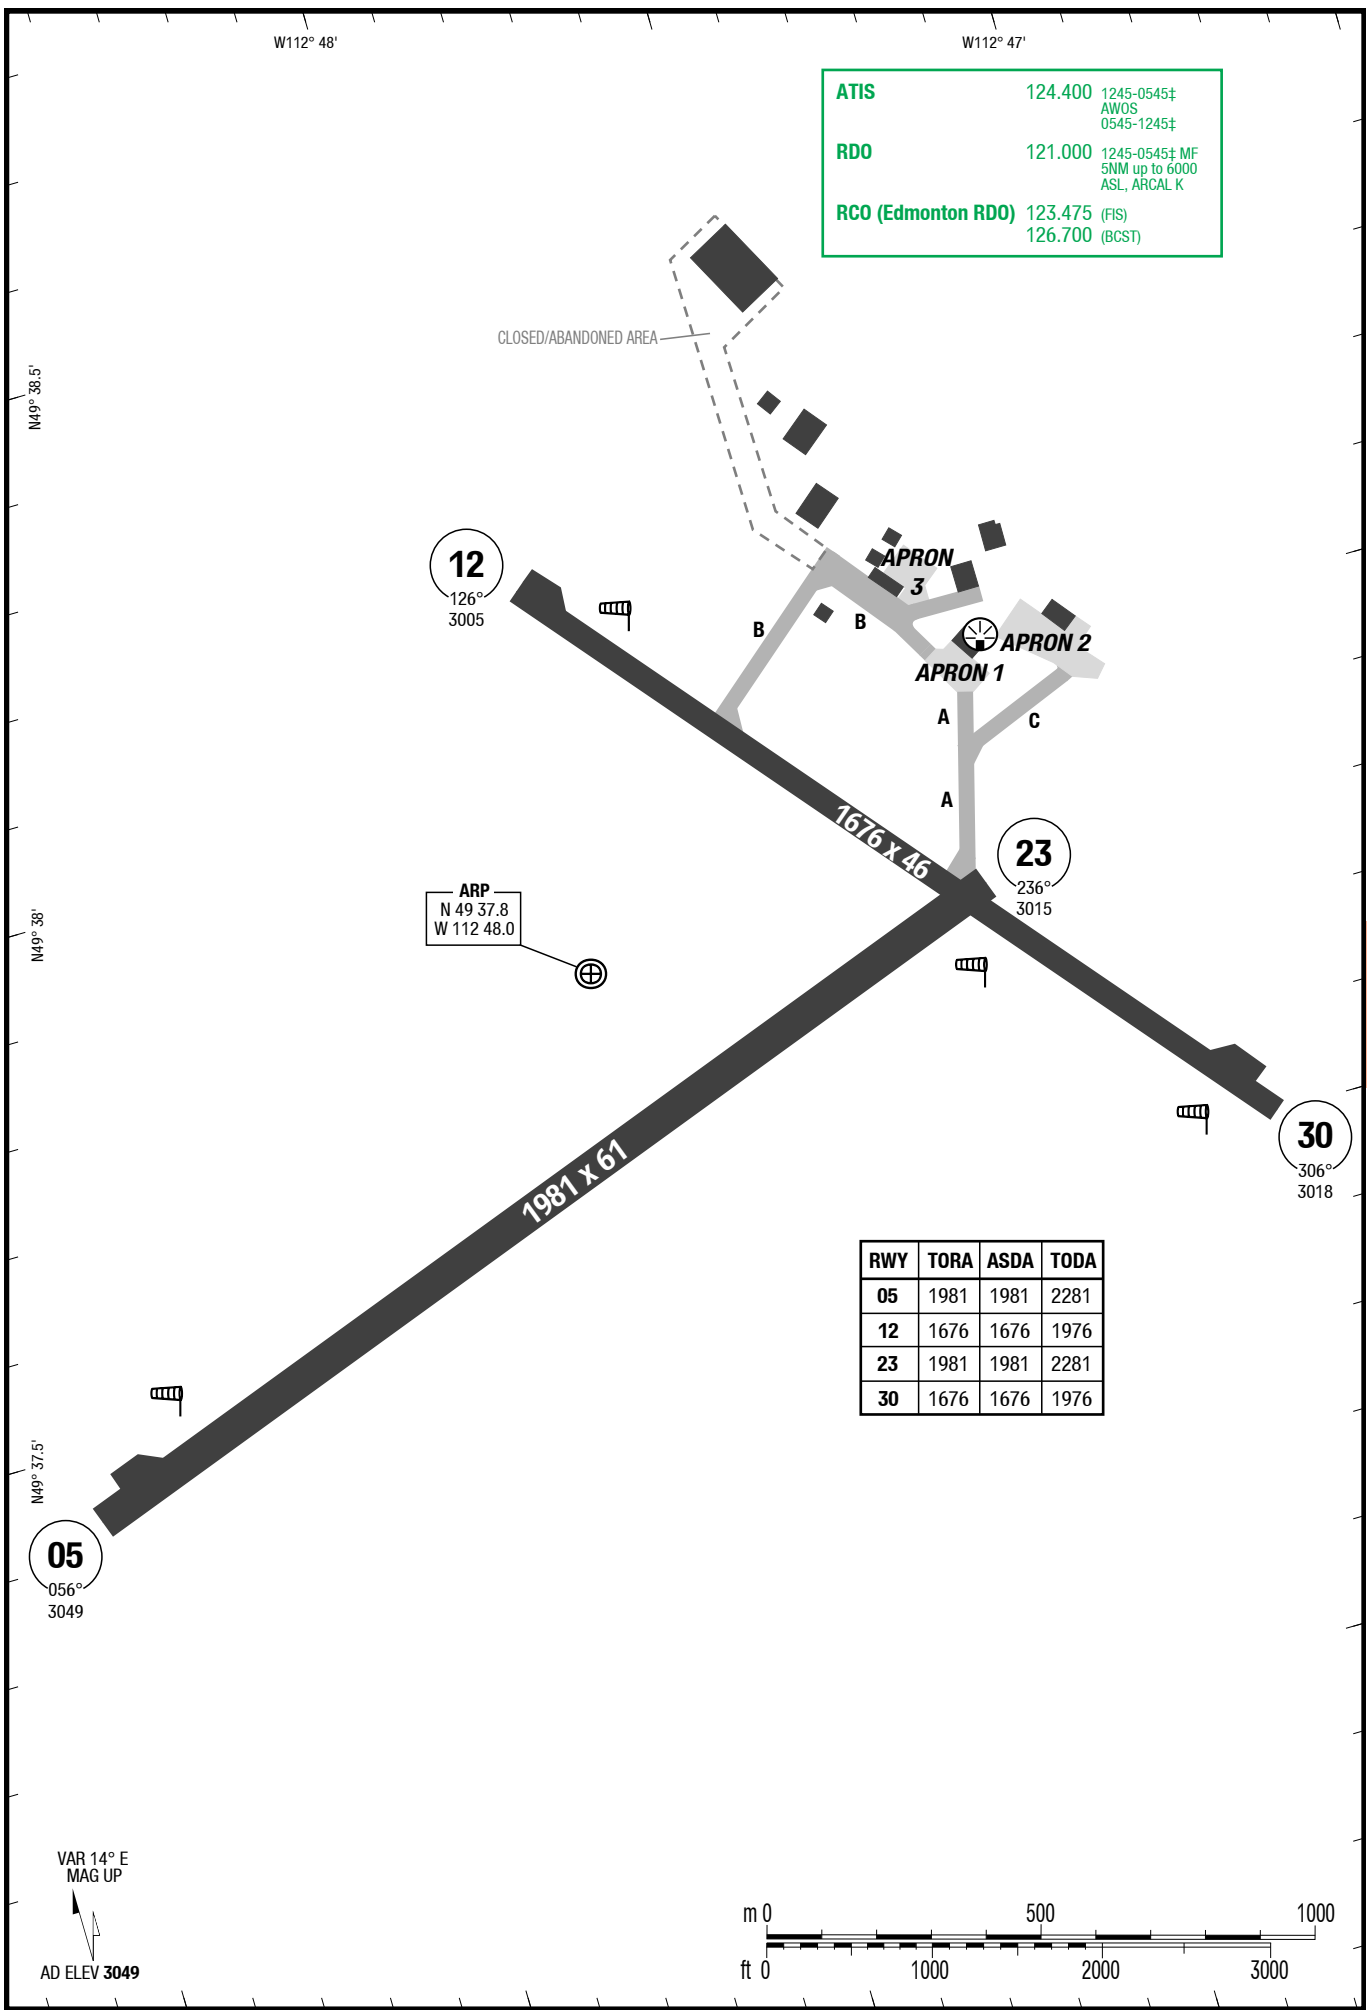 W112° 48'
W112° 47'
ATIS 124.400 1245-0545‡
AWOS
0545-1245‡
RDO 121.000 1245-0545‡ MF
5NM up to 6000
ASL, ARCAL K
RCO (Edmonton RDO) 123.475 (FIS)
126.700 (BCST)
CLOSED/ABANDONED AREA
N49° 38.5'
12
126°
3005
APRON
3
B
B
APRON 2
APRON 1
A
C
A
1676 x 46
23
236°
3015
ARP
N 49 37.8
W 112 48.0
N49° 38'
30
306°
3018
1981 x 61
RWY TORA ASDA TODA
05 1981 1981 2281
12 1676 1676 1976
23 1981 1981 2281
30 1676 1676 1976
N49° 37.5'
05
056°
3049
VAR 14° E
MAG UP
AD ELEV 3049
m 0 500 1000
ft 0 1000 2000 3000